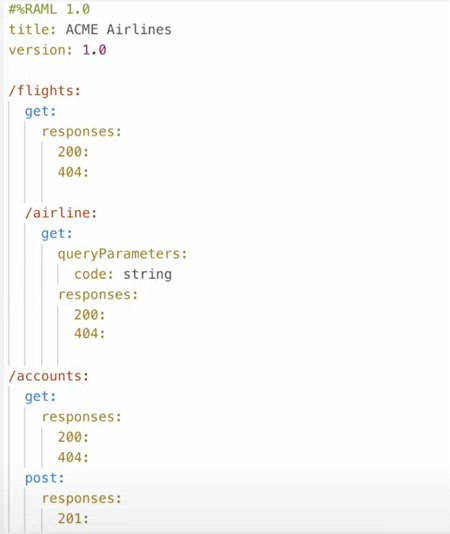 #%RAML 1.0
title: ACME Airlines
version: 1.0
/flights:
get:
responses:
200:
404:
/airline:
get:
queryParameters:
code: string
responses:
200:
404:
/accounts:
get:
responses:
200:
404:
post:
responses:
201: